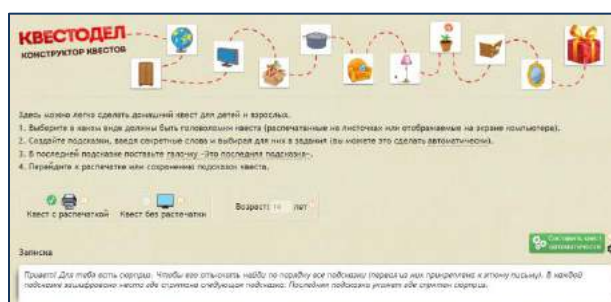 КВЕСТОДЕЛ
КОНСТРУКТОР КВЕСТОВ
Здесь можно легко сделать домашний квест для детей и взрослых.
1. Выберите в каком виде должны быть головоломки квеста (распечатанные на листочках или отображаемые на экране компьютера).
2. Создайте подсказки, введя секретные слова и выбирая для них задания (вы можете это сделать автоматически).
3. В последней подсказке поставьте галочку «Это последняя подсказка».
4. Перейдите к распечатке или сохранению подсказок квеста.
Квест с распечаткой Квест без распечатки Возраст: лет
Составить квест
автоматически
Записка
Привет! Для тебя есть сюрприз. Чтобы его отыскать найди по порядку все подсказки (первая из них прикреплена к этому письму). В каждой
подсказке зашифровано место где спрятана следующая подсказка. Последняя подсказка укажет где спрятан сюрприз.